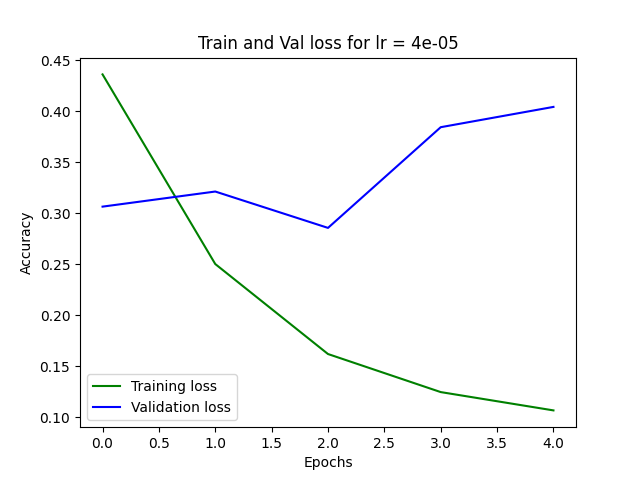 Train and Val loss for lr = 4e-05
0.45
0.40
0.35
0.30
0.25
0.20
0.15
0.10
Accuracy
Training loss
Validation loss
0.0 0.5 1.0 1.5 2.0 2.5 3.0 3.5 4.0
Epochs